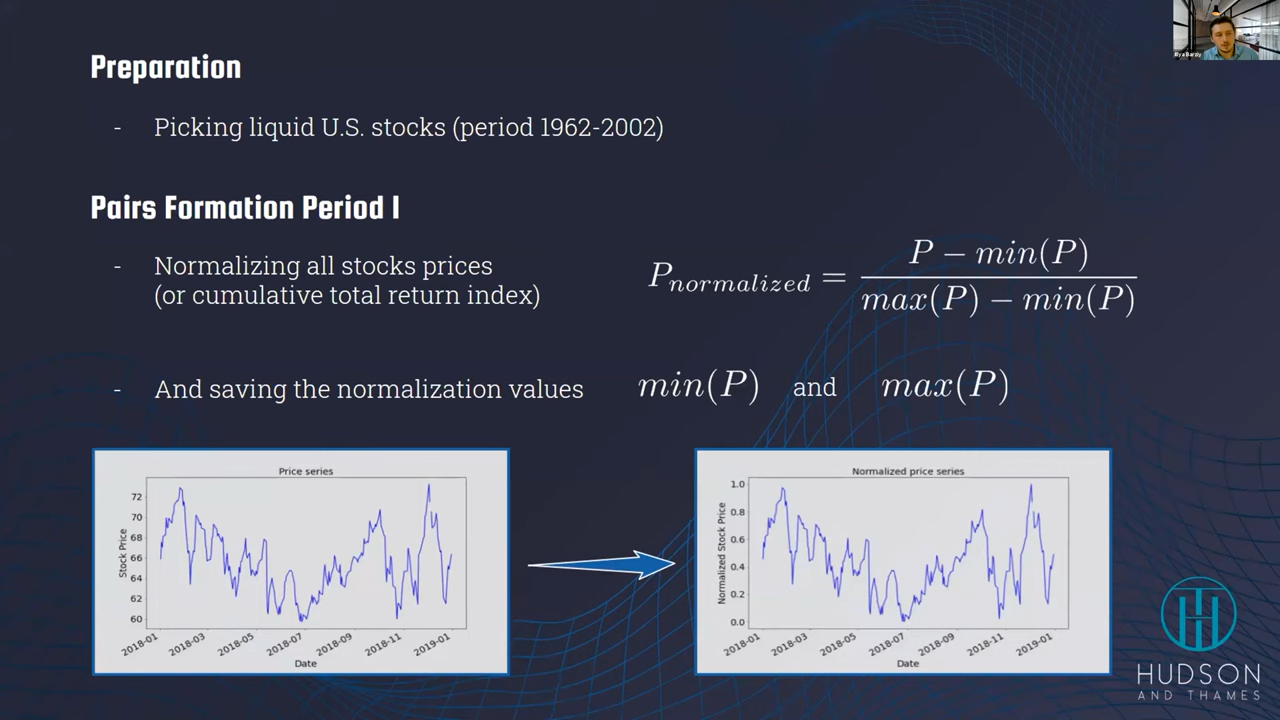 Preparation
- Picking liquid U.S. stocks (period 1962-2002)
Pairs Formation Period I
- Normalizing all stocks prices
(or cumulative total return index)
P_normalized = (P − min(P)) / (max(P) − min(P))
- And saving the normalization values min(P) and max(P)
Price series
Stock Price
72
70
68
66
64
62
60
2018-01 2018-03 2018-05 2018-07 2018-09 2018-11 2019-01
Date
Normalized price series
Normalized Stock Price
1.0
0.8
0.6
0.4
0.2
0.0
2018-01 2018-03 2018-05 2018-07 2018-09 2018-11 2019-01
Date
HUDSON
AND THAMES